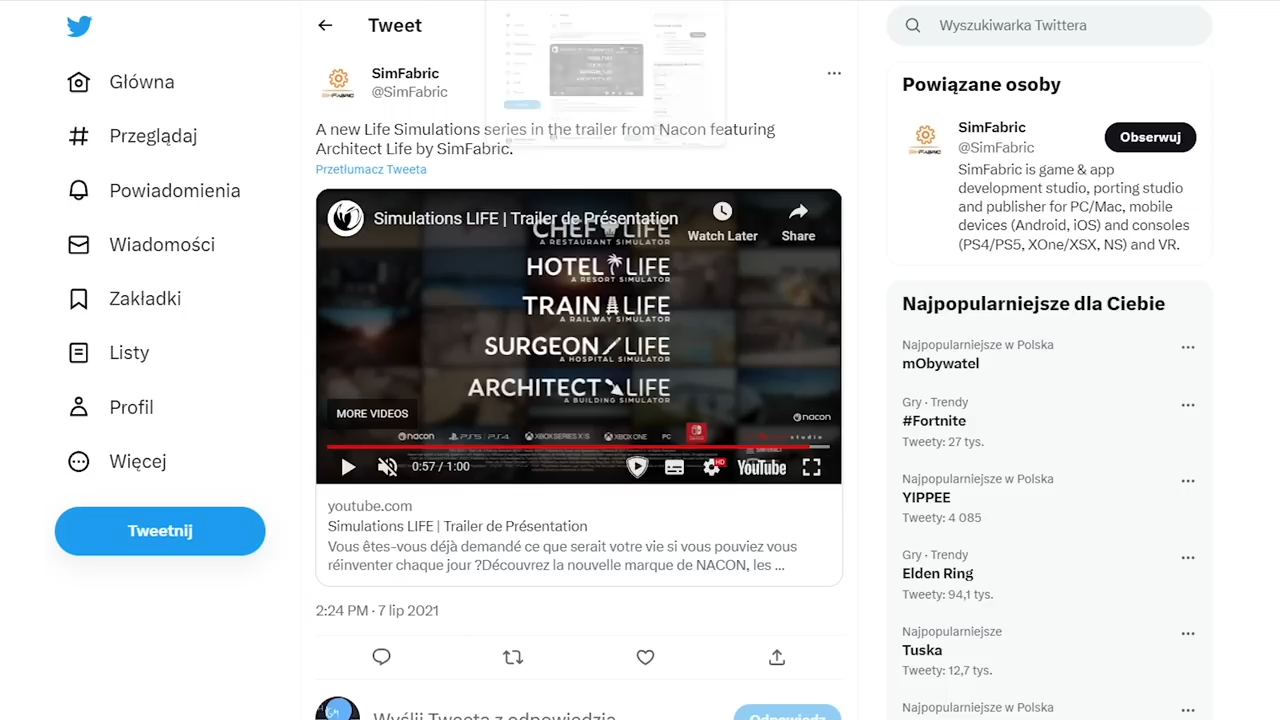 Tweet
Wyszukiwarka Twittera
Główna
Przeglądaj
Powiadomienia
Wiadomości
Zakładki
Listy
Profil
Więcej
Tweetnij
SimFabric
@SimFabric
A new Life Simulations series in the trailer from Nacon featuring
Architect Life by SimFabric.
Przetłumacz Tweeta
Simulations LIFE | Trailer de Présentation
Watch Later
Share
CHEF LIFE
A RESTAURANT SIMULATOR
HOTEL LIFE
A RESORT SIMULATOR
TRAIN LIFE
A RAILWAY SIMULATOR
SURGEON LIFE
A HOSPITAL SIMULATOR
ARCHITECT LIFE
A BUILDING SIMULATOR
MORE VIDEOS
nacon
nacon PS5 PS4 XBOX SERIES X|S XBOX ONE PC
0:57 / 1:00
HD
YouTube
youtube.com
Simulations LIFE | Trailer de Présentation
Vous êtes-vous déjà demandé ce que serait votre vie si vous pouviez vous
réinventer chaque jour ?Découvrez la nouvelle marque de NACON, les ...
2:24 PM · 7 lip 2021
Wyślij Tweeta z odpowiedzią
Odpowiedz
Powiązane osoby
SimFabric
@SimFabric
Obserwuj
SimFabric is game & app
development studio, porting studio
and publisher for PC/Mac, mobile
devices (Android, iOS) and consoles
(PS4/PS5, XOne/XSX, NS) and VR.
Najpopularniejsze dla Ciebie
Najpopularniejsze w Polska
mObywatel
Gry · Trendy
#Fortnite
Tweety: 27 tys.
Najpopularniejsze w Polska
YIPPEE
Tweety: 4 085
Gry · Trendy
Elden Ring
Tweety: 94,1 tys.
Najpopularniejsze
Tuska
Tweety: 12,7 tys.
Najpopularniejsze w Polska